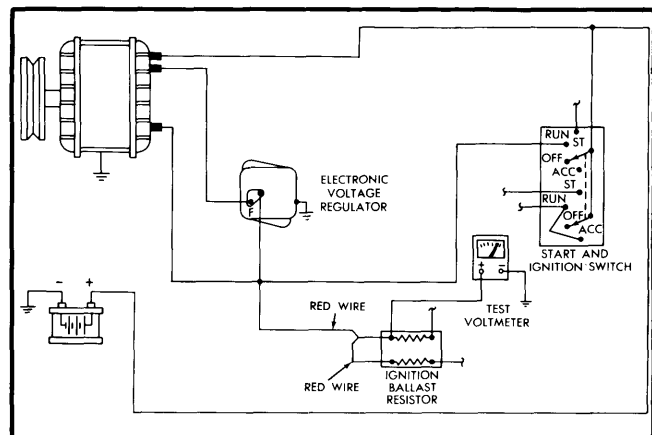 RUN
ST
OFF
ACC
ST
RUN
OFF
ACC
START AND
IGNITION SWITCH
ELECTRONIC
VOLTAGE
REGULATOR
F
- +
+ -
TEST
VOLTMETER
RED WIRE
RED WIRE
IGNITION
BALLAST
RESISTOR